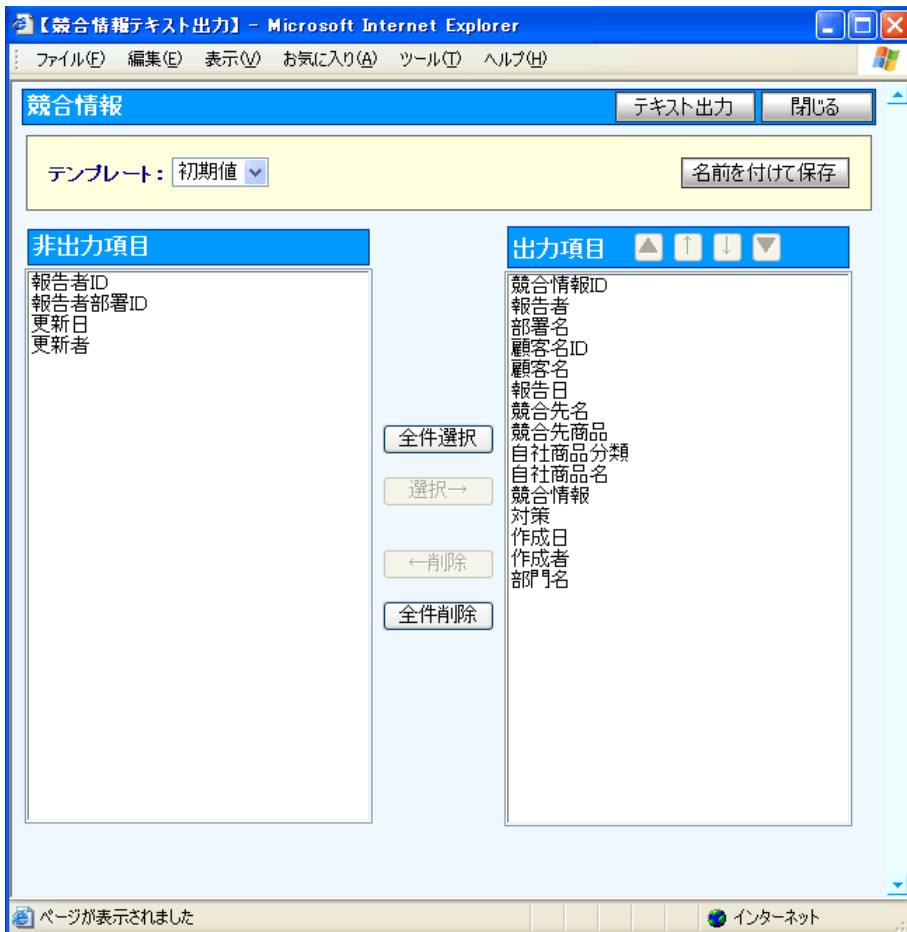 【競合情報テキスト出力】 - Microsoft Internet Explorer
ファイル(F) 編集(E) 表示(V) お気に入り(A) ツール(T) ヘルプ(H)
競合情報 テキスト出力 閉じる
テンプレート： 初期値 名前を付けて保存
非出力項目
報告者ID
報告者部署ID
更新日
更新者
全件選択
選択→
←削除
全件削除
出力項目 ▲ ↑ ↓ ▼
競合情報ID
報告者
部署名
顧客名ID
顧客名
報告日
競合先名
競合先商品
自社商品分類
自社商品名
競合情報
対策
作成日
作成者
部門名
ページが表示されました インターネット